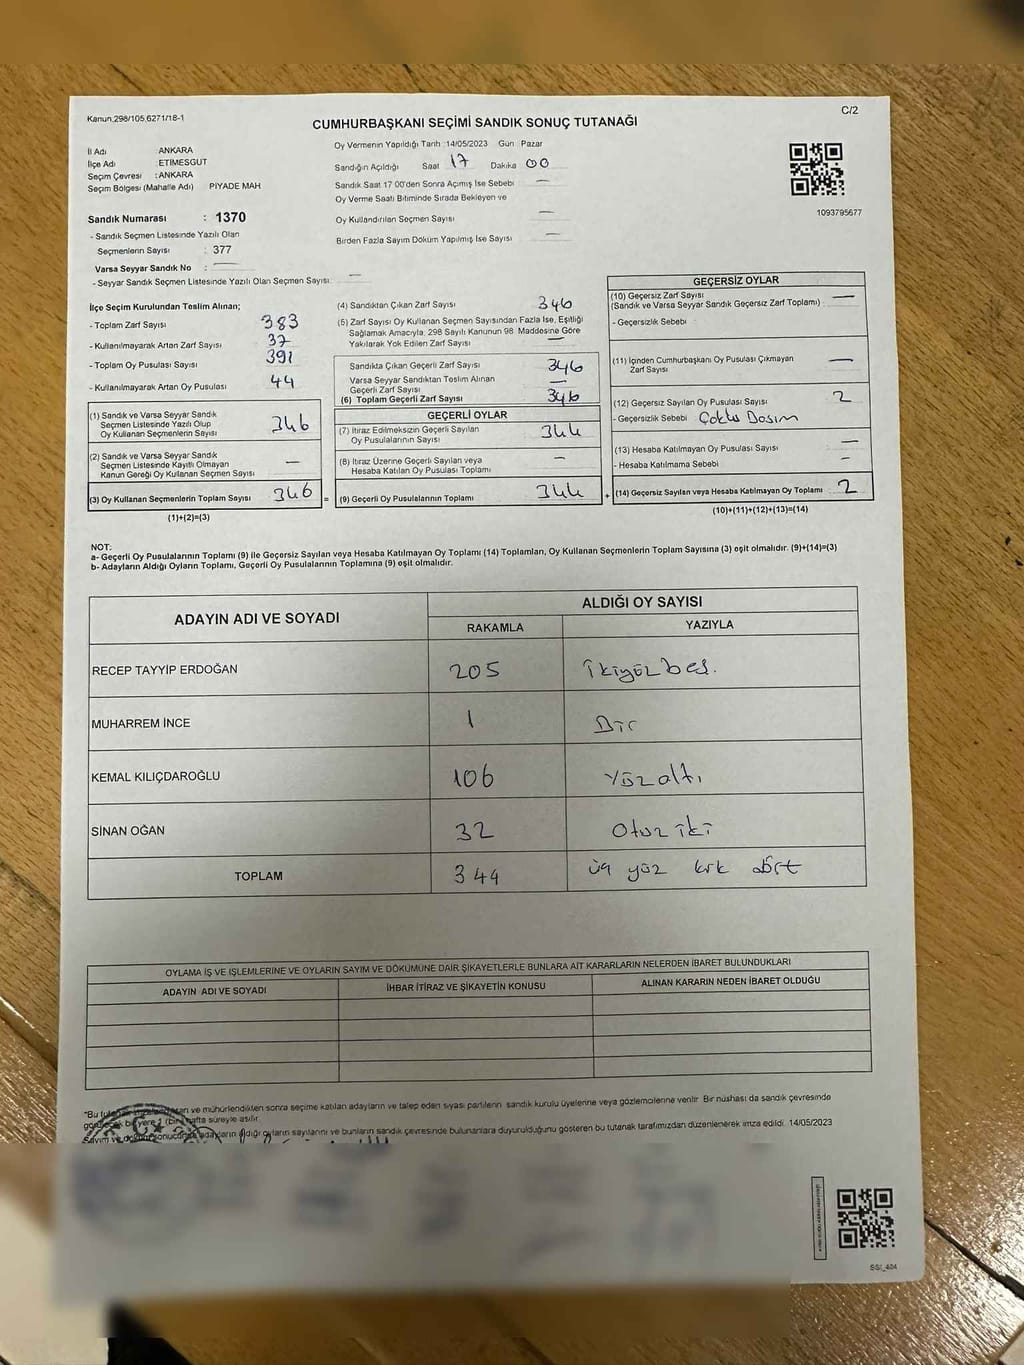 Kanun,298/105,6271/18-1
C/2
CUMHURBAŞKANI SEÇİMİ SANDIK SONUÇ TUTANAĞI
İl Adı : ANKARA
İlçe Adı : ETİMESGUT
Seçim Çevresi : ANKARA
Seçim Bölgesi (Mahalle Adı) PİYADE MAH
Sandık Numarası : 1370
- Sandık Seçmen Listesinde Yazılı Olan
Seçmenlerin Sayısı : 377
Varsa Seyyar Sandık No : —
- Seyyar Sandık Seçmen Listesinde Yazılı Olan Seçmen Sayısı: —
Oy Vermenin Yapıldığı Tarih :14/05/2023 Gün Pazar
Sandığın Açıldığı Saat 17 Dakika 00
Sandık Saat 17 00'den Sonra Açımış İse Sebebi —
Oy Verme Saati Bitiminde Sırada Bekleyen ve
Oy Kullandırılan Seçmen Sayısı —
Birden Fazla Sayım Döküm Yapılmış İse Sayısı —
1093795677
İlçe Seçim Kurulundan Teslim Alınan;
- Toplam Zarf Sayısı 383
- Kullanılmayarak Artan Zarf Sayısı 37
- Toplam Oy Pusulası Sayısı 391
- Kullanılmayarak Artan Oy Pusulası 44
(1) Sandık ve Varsa Seyyar Sandık
Seçmen Listesinde Yazılı Olup
Oy Kullanan Seçmenlerin Sayısı 346
(2) Sandık ve Varsa Seyyar Sandık
Seçmen Listesinde Kayıtlı Olmayan
Kanun Gereği Oy Kullanan Seçmen Sayısı —
(3) Oy Kullanan Seçmenlerin Toplam Sayısı 346
(1)+(2)=(3)
(4) Sandıktan Çıkan Zarf Sayısı 346
(5) Zarf Sayısı Oy Kullanan Seçmen Sayısından Fazla İse, Eşitliği
Sağlamak Amacıyla, 298 Sayılı Kanunun 98. Maddesine Göre
Yakılarak Yok Edilen Zarf Sayısı —
Sandıkta Çıkan Geçerli Zarf Sayısı 346
Varsa Seyyar Sandıktan Teslim Alınan
Geçerli Zarf Sayısı —
(6) Toplam Geçerli Zarf Sayısı 346
GEÇERLİ OYLAR
(7) İtiraz Edilmeksizin Geçerli Sayılan
Oy Pusulalarının Sayısı 344
(8) İtiraz Üzerine Geçerli Sayılan veya
Hesaba Katılan Oy Pusulası Toplamı —
= (9) Geçerli Oy Pusulalarının Toplamı 344
GEÇERSİZ OYLAR
(10) Geçersiz Zarf Sayısı
(Sandık ve Varsa Seyyar Sandık Geçersiz Zarf Toplamı) —
- Geçersizlik Sebebi
(11) İçinden Cumhurbaşkanı Oy Pusulası Çıkmayan
Zarf Sayısı —
(12) Geçersiz Sayılan Oy Pusulası Sayısı 2
- Geçersizlik Sebebi Çoklu Basım
(13) Hesaba Katılmayan Oy Pusulası Sayısı —
- Hesaba Katılmama Sebebi —
+ (14) Geçersiz Sayılan veya Hesaba Katılmayan Oy Toplamı 2
(10)+(11)+(12)+(13)=(14)
NOT:
a- Geçerli Oy Pusulalarının Toplamı (9) ile Geçersiz Sayılan veya Hesaba Katılmayan Oy Toplamı (14) Toplamları, Oy Kullanan Seçmenlerin Toplam Sayısına (3) eşit olmalıdır. (9)+(14)=(3)
b- Adayların Aldığı Oyların Toplamı, Geçerli Oy Pusulalarının Toplamına (9) eşit olmalıdır.
ADAYIN ADI VE SOYADI ALDIĞI OY SAYISI
RAKAMLA YAZIYLA
RECEP TAYYİP ERDOĞAN 205 İkiyüz beş.
MUHARREM İNCE 1 Bir
KEMAL KILIÇDAROĞLU 106 Yüz altı
SİNAN OĞAN 32 Otuz iki
TOPLAM 344 üç yüz kırk dört
OYLAMA İŞ VE İŞLEMLERİNE VE OYLARIN SAYIM VE DÖKÜMÜNE DAİR ŞİKAYETLERLE BUNLARA AİT KARARLARIN NELERDEN İBARET BULUNDUKLARI
ADAYIN ADI VE SOYADI İHBAR İTİRAZ VE ŞİKAYETİN KONUSU ALINAN KARARIN NEDEN İBARET OLDUĞU
"Bu ve mühürlendikten sonra seçime katılan adayların ve talep eden siyasi partilerin sandık kurulu üyelerine veya gözlemcilerine verilir. Bir nüshası da sandık çevresinde
hafta süreyle asılır.
Sayım ve adayların aldığı oyların sayılarını ve bunların sandık çevresinde bulunanlara duyurulduğunu gösteren bu tutanak tarafımızdan düzenlenerek imza edildi. 14/05/2023
SSI_404